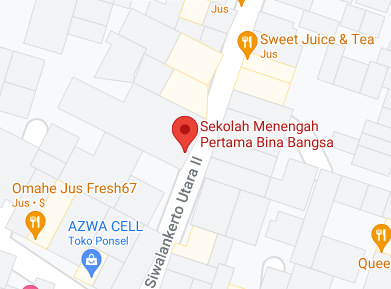 Jus
Sweet Juice & Tea
Jus
Sekolah Menengah
Pertama Bina Bangsa
Siwalankerto Utara II
Omahe Jus Fresh67
Jus • $
AZWA CELL
Toko Ponsel
Quee